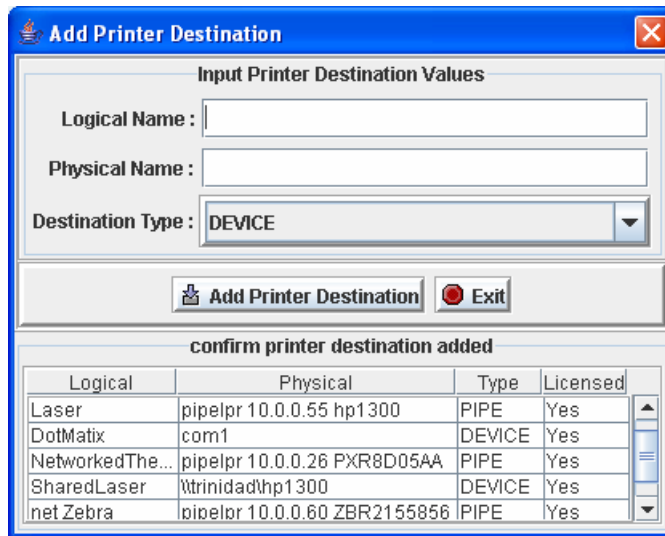 Add Printer Destination
Input Printer Destination Values
Logical Name :
Physical Name :
Destination Type : DEVICE
Add Printer Destination Exit
confirm printer destination added
Logical Physical Type Licensed
Laser pipelpr 10.0.0.55 hp1300 PIPE Yes
DotMatix com1 DEVICE Yes
NetworkedThe... pipelpr 10.0.0.26 PXR8D05AA PIPE Yes
SharedLaser \\trinidad\hp1300 DEVICE Yes
net Zebra pipelpr 10.0.0.60 ZBR2155856 PIPE Yes